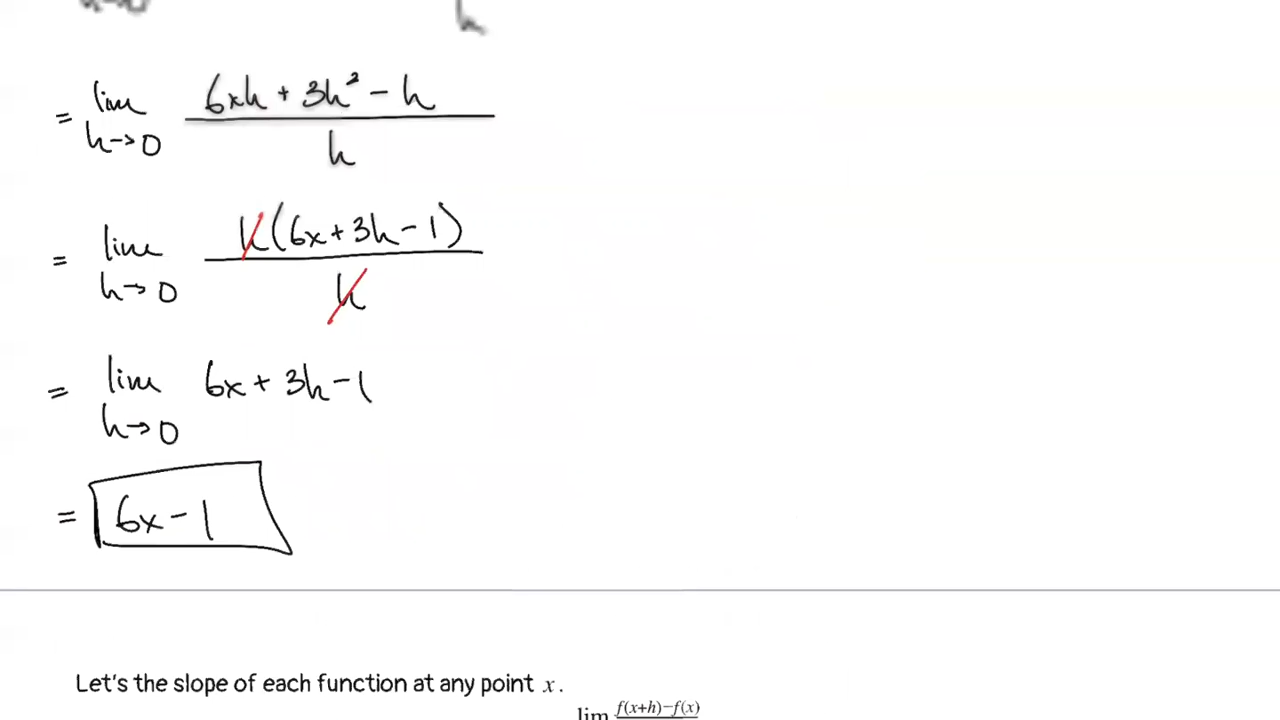 h
= lim 6xh + 3h² - h
h→0 h
= lim h(6x + 3h - 1)
h→0 h
= lim 6x + 3h - 1
h→0
= 6x - 1
Let's the slope of each function at any point x.
lim f(x+h)-f(x)